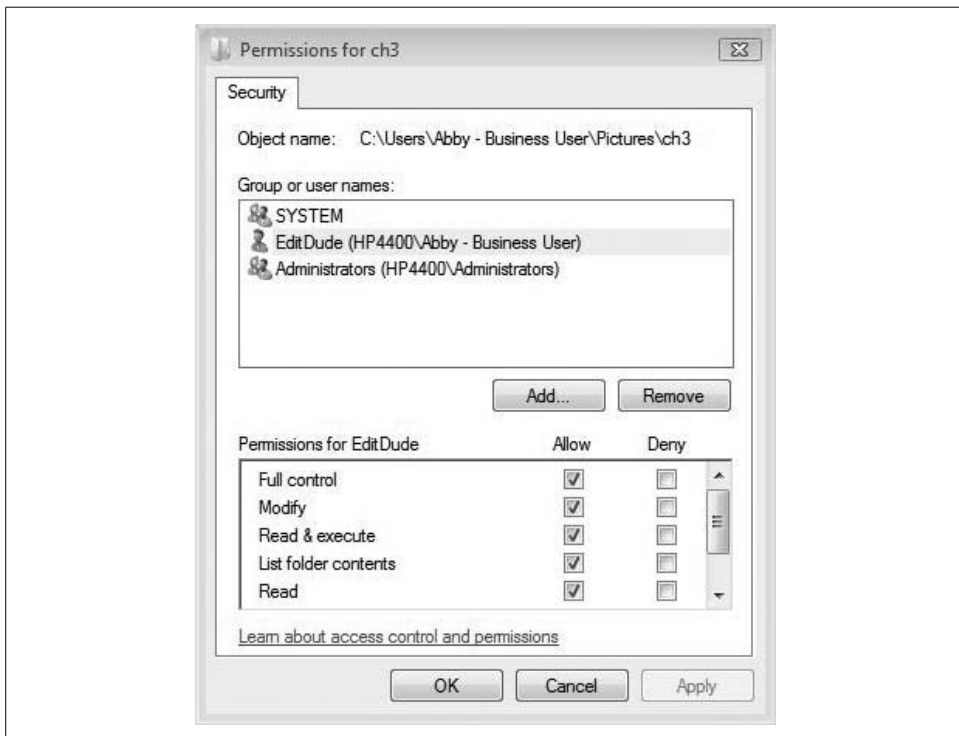 Permissions for ch3
Security
Object name: C:\Users\Abby - Business User\Pictures\ch3
Group or user names:
SYSTEM
EditDude (HP4400\Abby - Business User)
Administrators (HP4400\Administrators)
Add... Remove
Permissions for EditDude Allow Deny
Full control
Modify
Read & execute
List folder contents
Read
Learn about access control and permissions
OK Cancel Apply